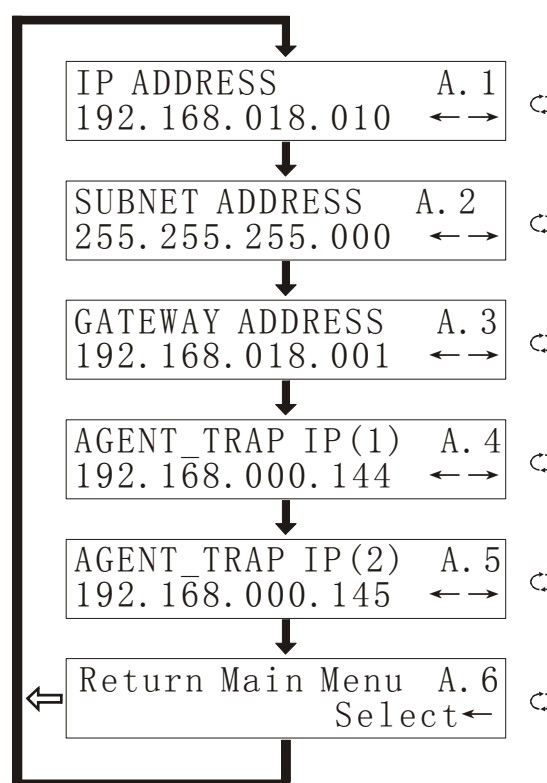 IP ADDRESS A.1
192.168.018.010 ←→
SUBNET ADDRESS A.2
255.255.255.000 ←→
GATEWAY ADDRESS A.3
192.168.018.001 ←→
AGENT_TRAP IP(1) A.4
192.168.000.144 ←→
AGENT_TRAP IP(2) A.5
192.168.000.145 ←→
Return Main Menu A.6
Select←